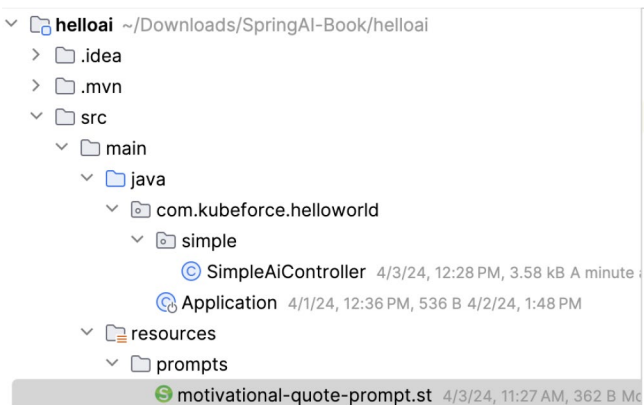 helloai ~/Downloads/SpringAI-Book/helloai
.idea
.mvn
src
main
java
com.kubeforce.helloworld
simple
SimpleAiController 4/3/24, 12:28 PM, 3.58 kB A minute
Application 4/1/24, 12:36 PM, 536 B 4/2/24, 1:48 PM
resources
prompts
motivational-quote-prompt.st 4/3/24, 11:27 AM, 362 B